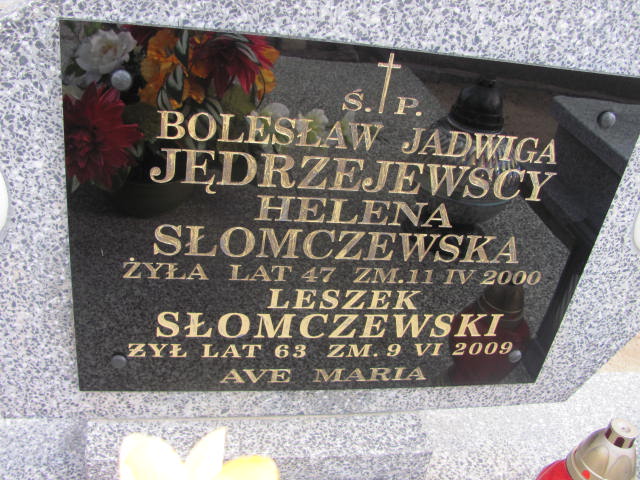 Ś. P.
BOLESŁAW JADWIGA
JĘDRZEJEWSCY
HELENA
SŁOMCZEWSKA
ŻYŁA LAT 47 ZM. 11 IV 2000
LESZEK
SŁOMCZEWSKI
ŻYŁ LAT 63 ZM. 9 VI 2009
AVE MARIA